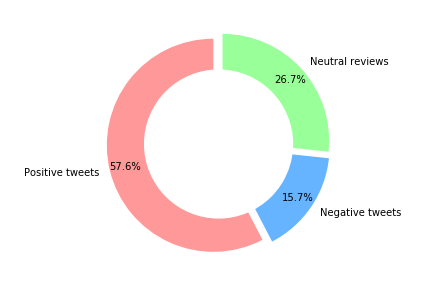 Neutral reviews
26.7%
57.6%
Positive tweets
15.7%
Negative tweets